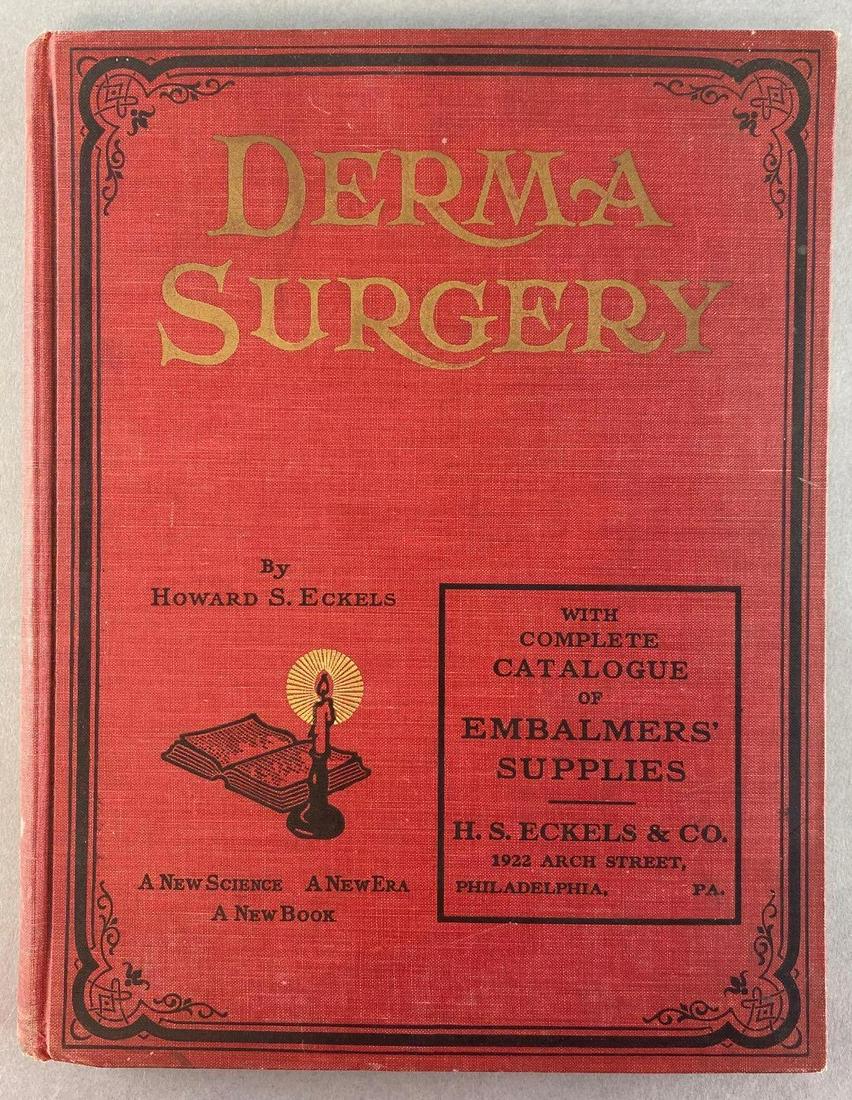 DERMA
SURGERY
By
HOWARD S. ECKELS
A NEW SCIENCE A NEW ERA
A NEW BOOK
WITH
COMPLETE
CATALOGUE
OF
EMBALMERS'
SUPPLIES
H. S. ECKELS & CO.
1922 ARCH STREET,
PHILADELPHIA, PA.